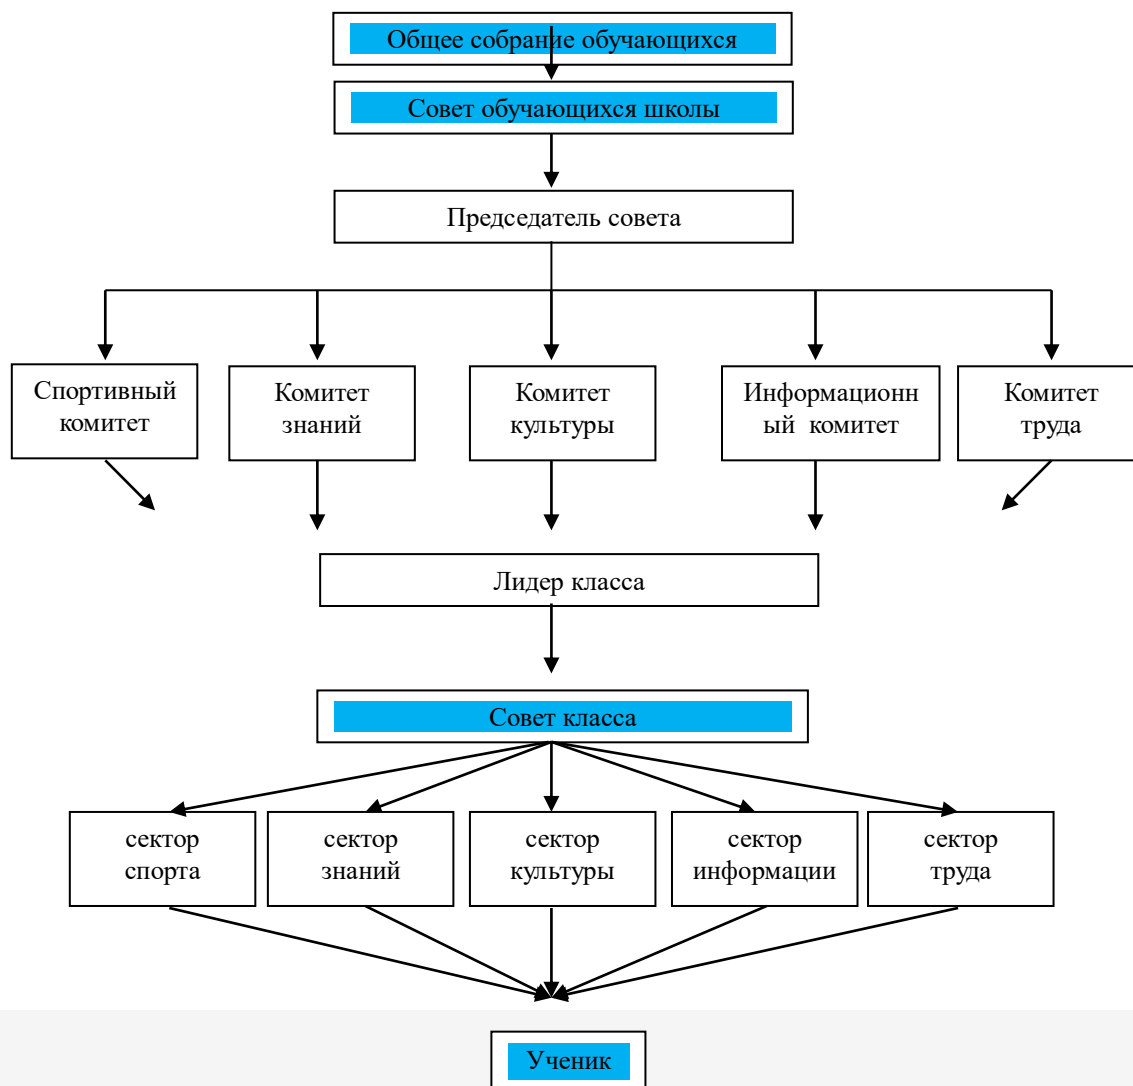 Общее собрание обучающихся
Совет обучающихся школы
Председатель совета
Спортивный
комитет
Комитет
знаний
Комитет
культуры
Информационн
ый комитет
Комитет
труда
Лидер класса
Совет класса
сектор
спорта
сектор
знаний
сектор
культуры
сектор
информации
сектор
труда
Ученик